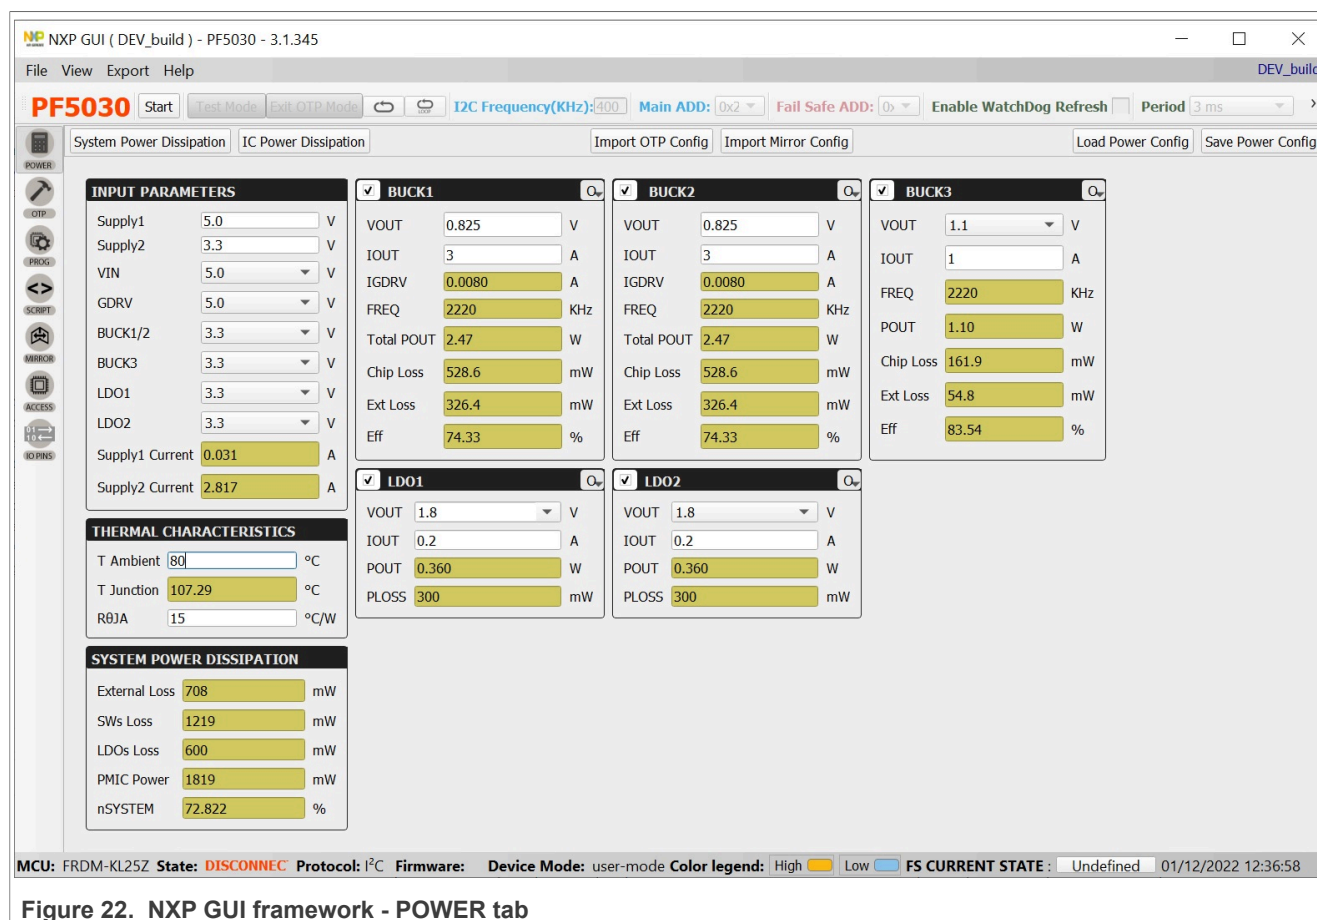 NXP GUI ( DEV_build ) - PF5030 - 3.1.345
File View Export Help DEV_build
PF5030 Start Test Mode Exit OTP Mode LOOP I2C Frequency(KHz): 400 Main ADD: 0x2 Fail Safe ADD: 0x Enable WatchDog Refresh Period 3 ms
POWER
OTP
PROG
SCRIPT
MIRROR
ACCESS
IO PINS
System Power Dissipation IC Power Dissipation Import OTP Config Import Mirror Config Load Power Config Save Power Config
INPUT PARAMETERS
Supply1 5.0 V
Supply2 3.3 V
VIN 5.0 V
GDRV 5.0 V
BUCK1/2 3.3 V
BUCK3 3.3 V
LDO1 3.3 V
LDO2 3.3 V
Supply1 Current 0.031 A
Supply2 Current 2.817 A
BUCK1
VOUT 0.825 V
IOUT 3 A
IGDRV 0.0080 A
FREQ 2220 KHz
Total POUT 2.47 W
Chip Loss 528.6 mW
Ext Loss 326.4 mW
Eff 74.33 %
BUCK2
VOUT 0.825 V
IOUT 3 A
IGDRV 0.0080 A
FREQ 2220 KHz
Total POUT 2.47 W
Chip Loss 528.6 mW
Ext Loss 326.4 mW
Eff 74.33 %
BUCK3
VOUT 1.1 V
IOUT 1 A
FREQ 2220 KHz
POUT 1.10 W
Chip Loss 161.9 mW
Ext Loss 54.8 mW
Eff 83.54 %
LDO1
VOUT 1.8 V
IOUT 0.2 A
POUT 0.360 W
PLOSS 300 mW
LDO2
VOUT 1.8 V
IOUT 0.2 A
POUT 0.360 W
PLOSS 300 mW
THERMAL CHARACTERISTICS
T Ambient 80 °C
T Junction 107.29 °C
RθJA 15 °C/W
SYSTEM POWER DISSIPATION
External Loss 708 mW
SWs Loss 1219 mW
LDOs Loss 600 mW
PMIC Power 1819 mW
nSYSTEM 72.822 %
MCU: FRDM-KL25Z State: DISCONNEC Protocol: I²C Firmware: Device Mode: user-mode Color legend: High Low FS CURRENT STATE : Undefined 01/12/2022 12:36:58
Figure 22. NXP GUI framework - POWER tab